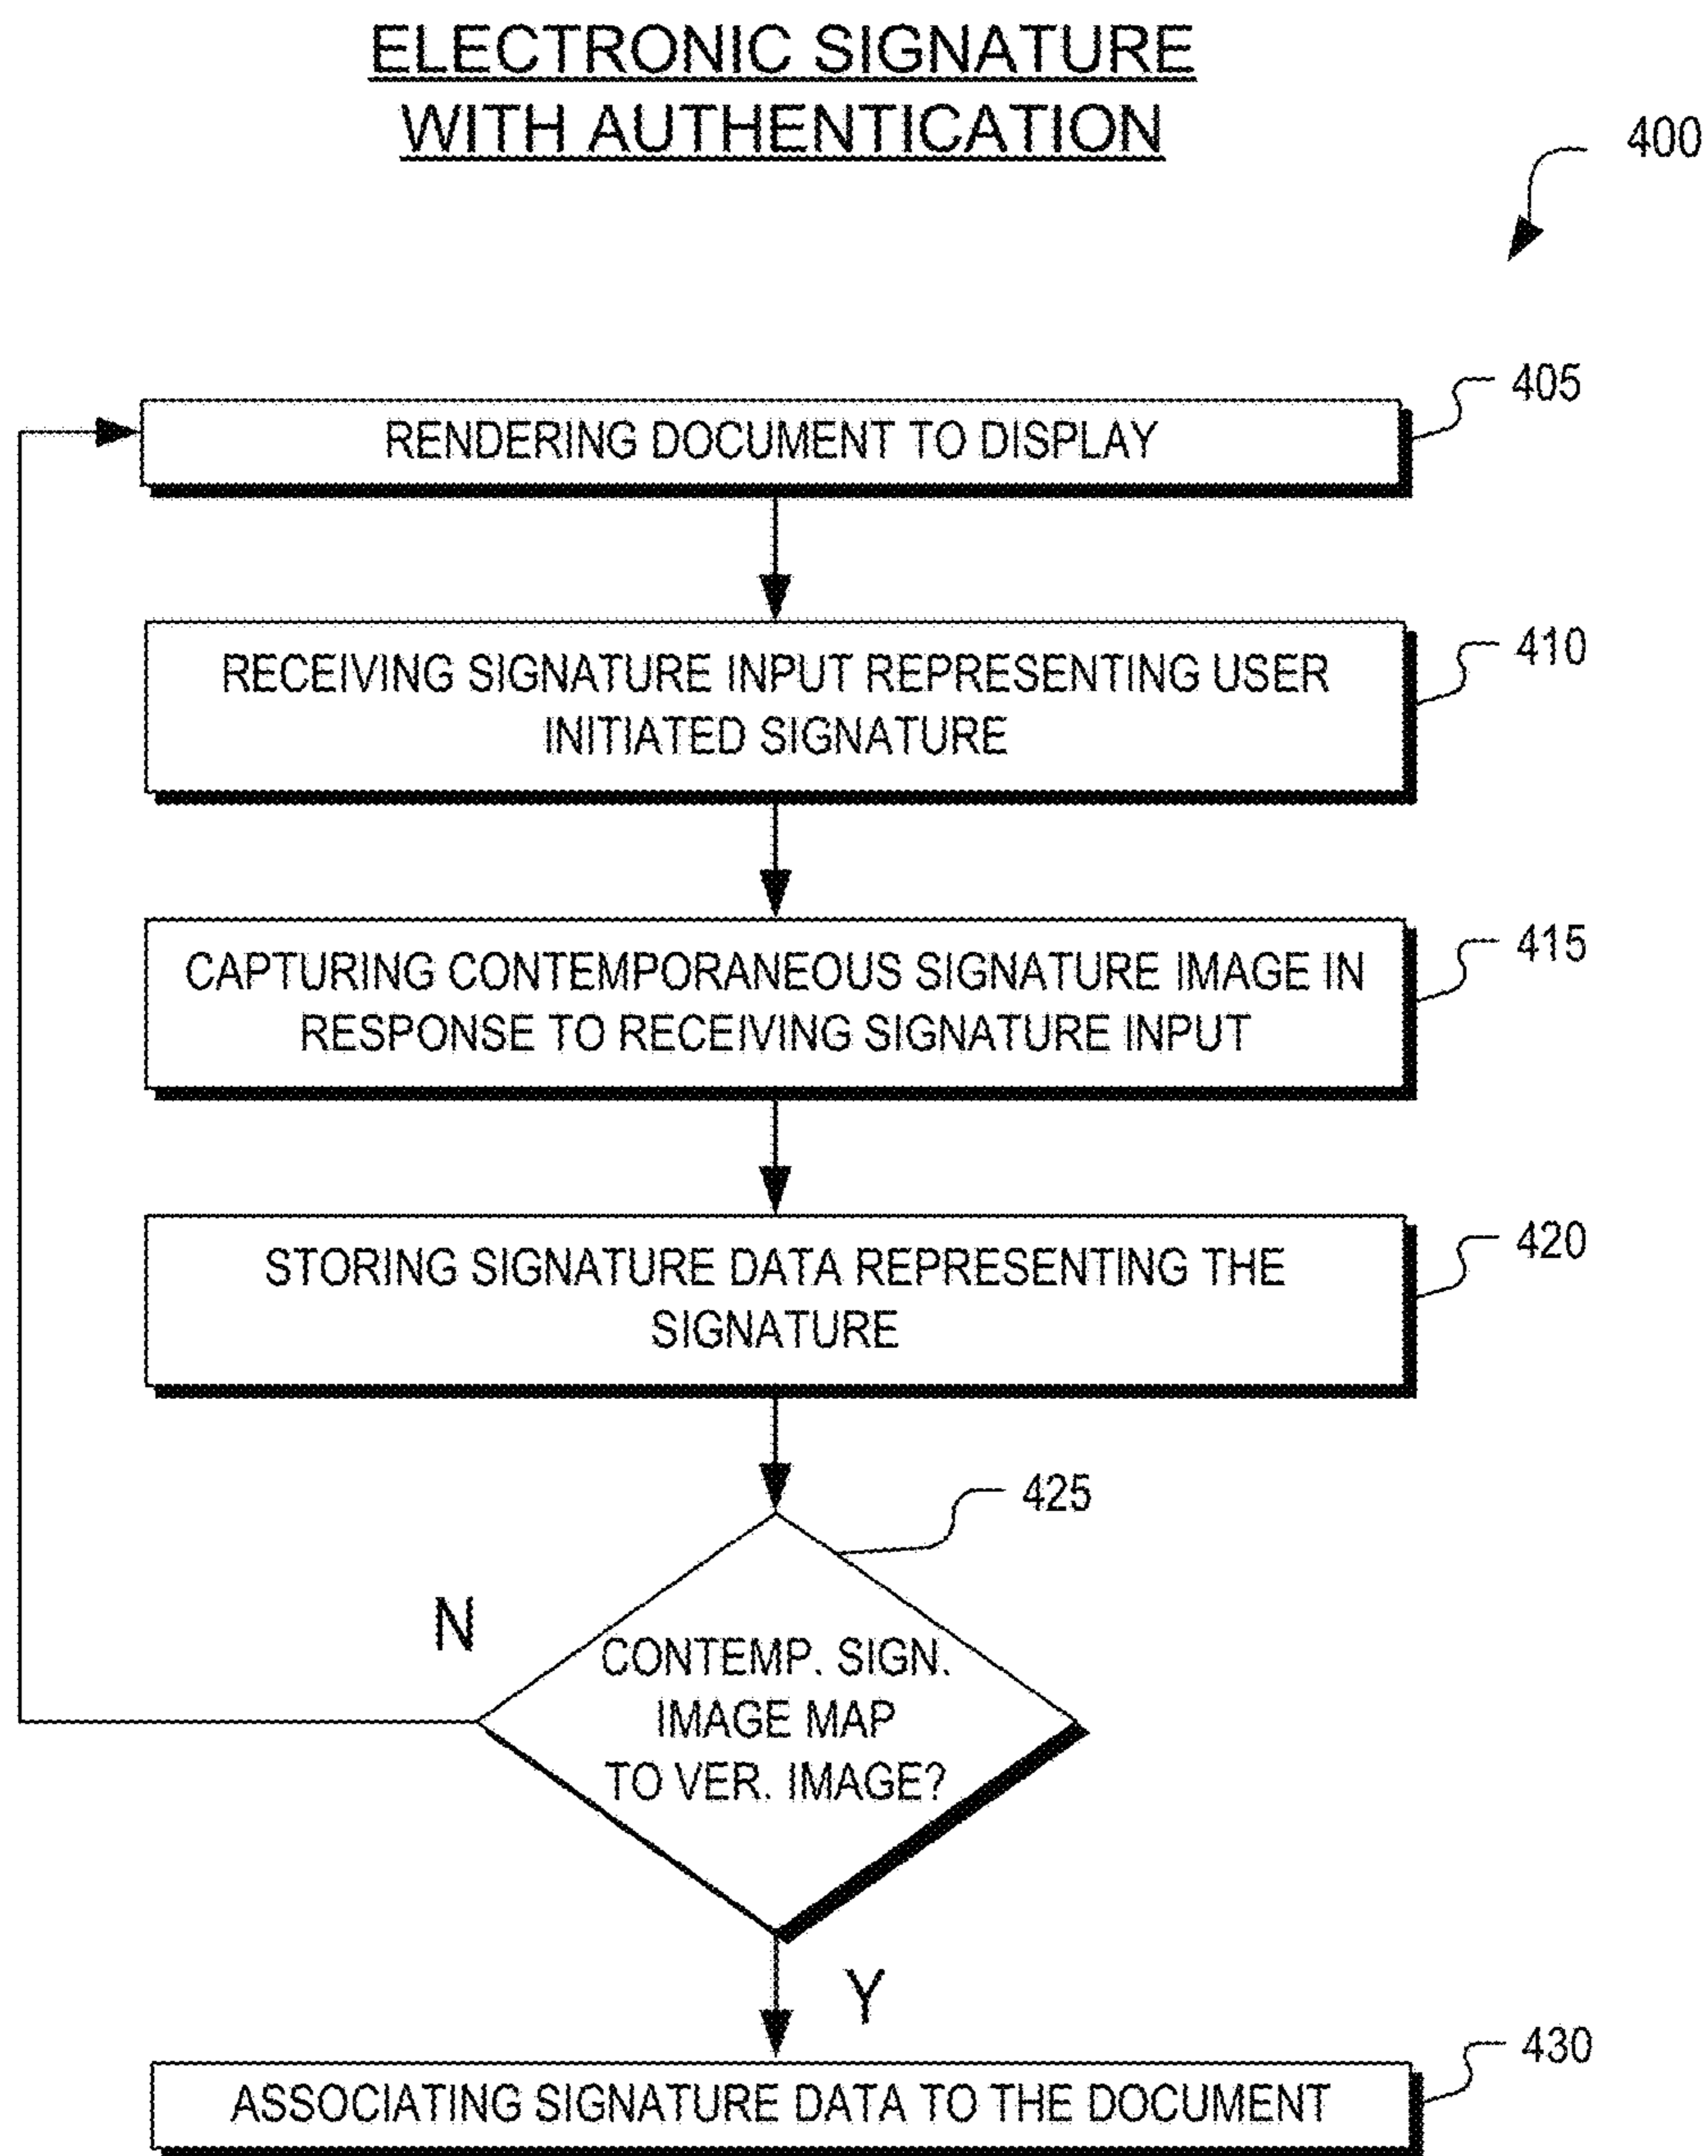 ELECTRONIC SIGNATURE
WITH AUTHENTICATION
400
RENDERING DOCUMENT TO DISPLAY
405
RECEIVING SIGNATURE INPUT REPRESENTING USER
INITIATED SIGNATURE
410
CAPTURING CONTEMPORANEOUS SIGNATURE IMAGE IN
RESPONSE TO RECEIVING SIGNATURE INPUT
415
STORING SIGNATURE DATA REPRESENTING THE
SIGNATURE
420
425
N
CONTEMP. SIGN.
IMAGE MAP
TO VER. IMAGE?
Y
ASSOCIATING SIGNATURE DATA TO THE DOCUMENT
430